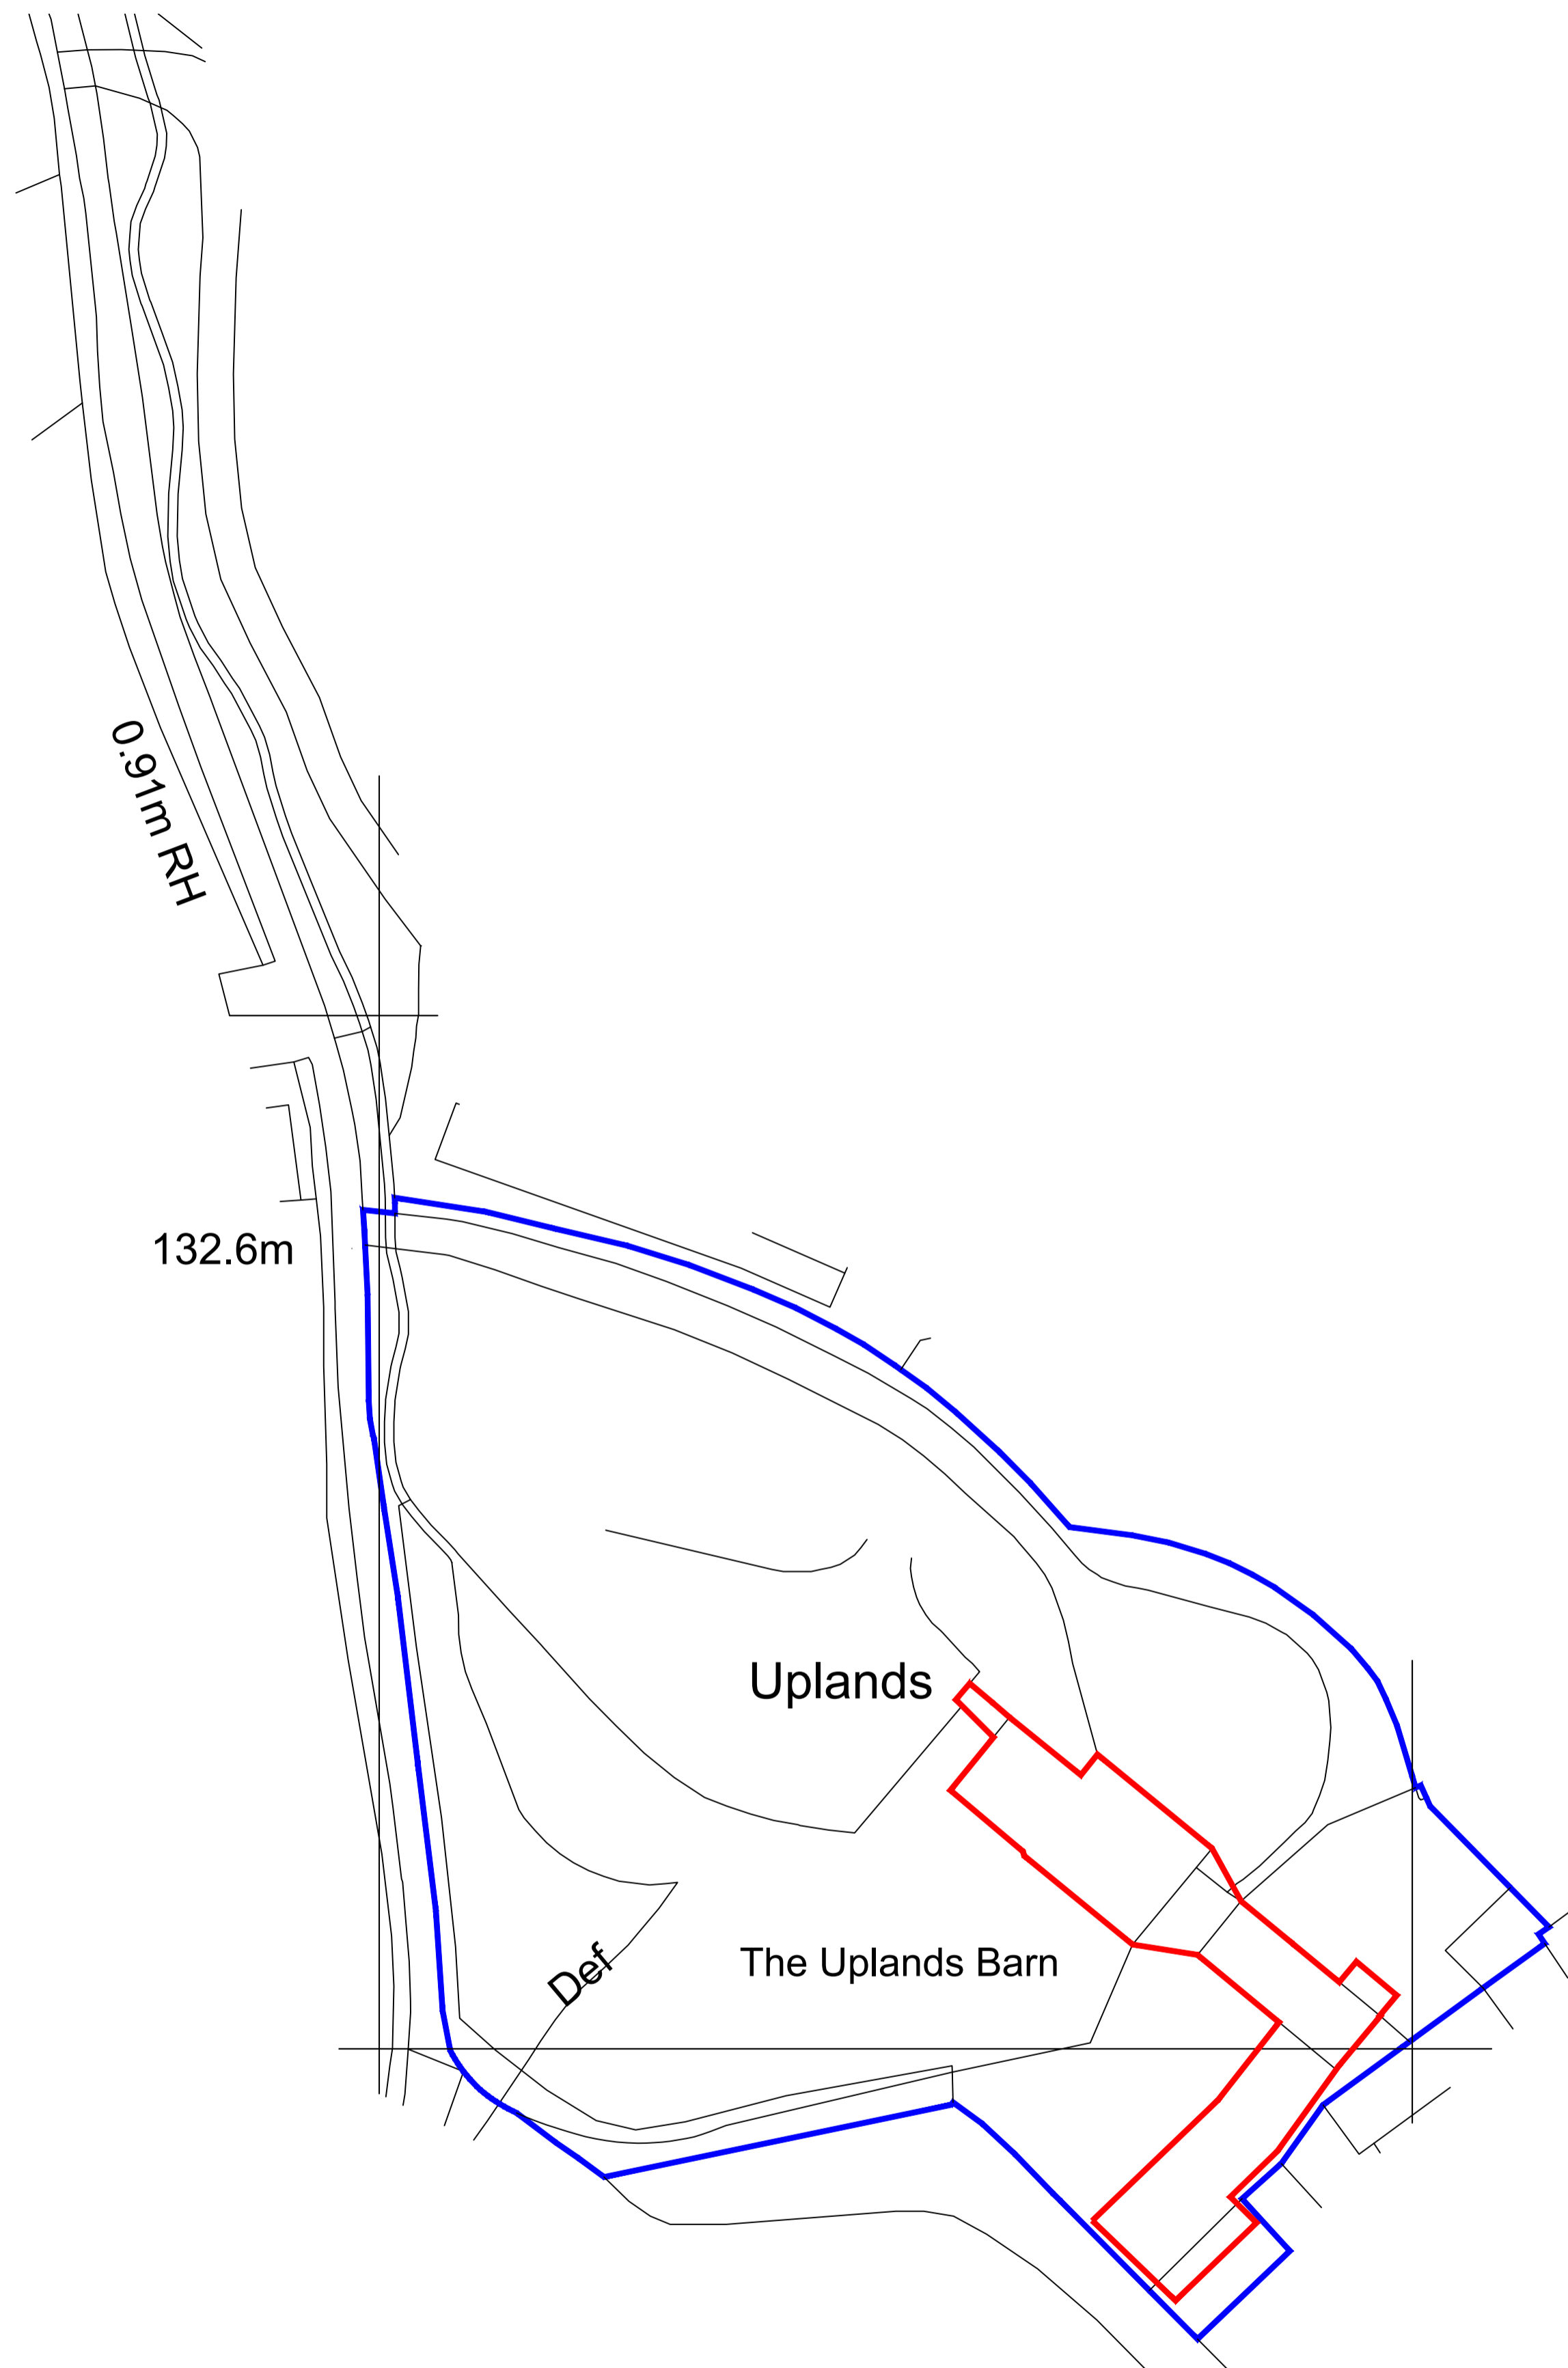 0.91m RH
132.6m
Uplands
Def
The Uplands Barn